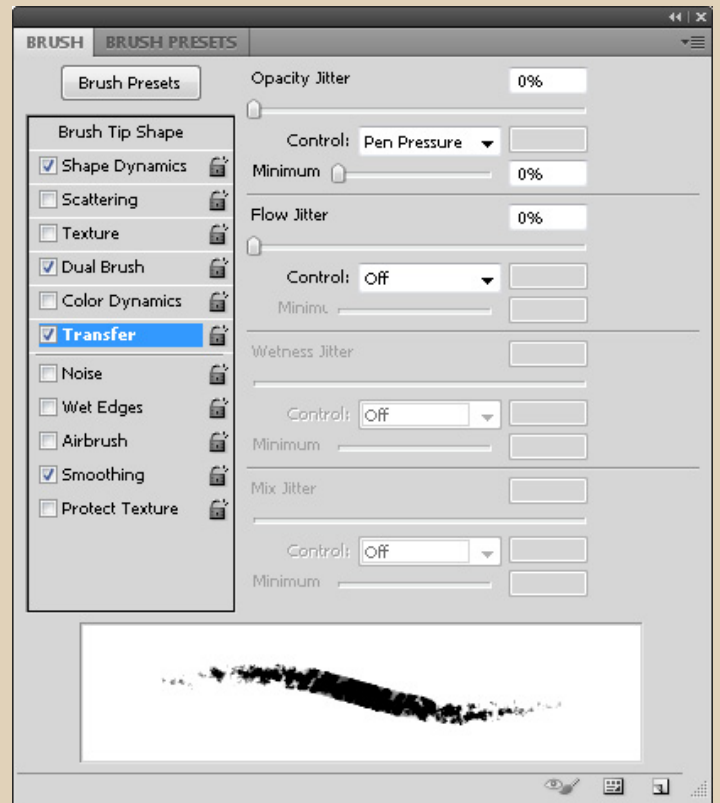 BRUSH BRUSH PRESETS
Brush Presets
Brush Tip Shape
Shape Dynamics
Scattering
Texture
Dual Brush
Color Dynamics
Transfer
Noise
Wet Edges
Airbrush
Smoothing
Protect Texture
Opacity Jitter 0%
Control: Pen Pressure
Minimum 0%
Flow Jitter 0%
Control: Off
Minimu
Wetness Jitter
Control: Off
Minimum
Mix Jitter
Control: Off
Minimum